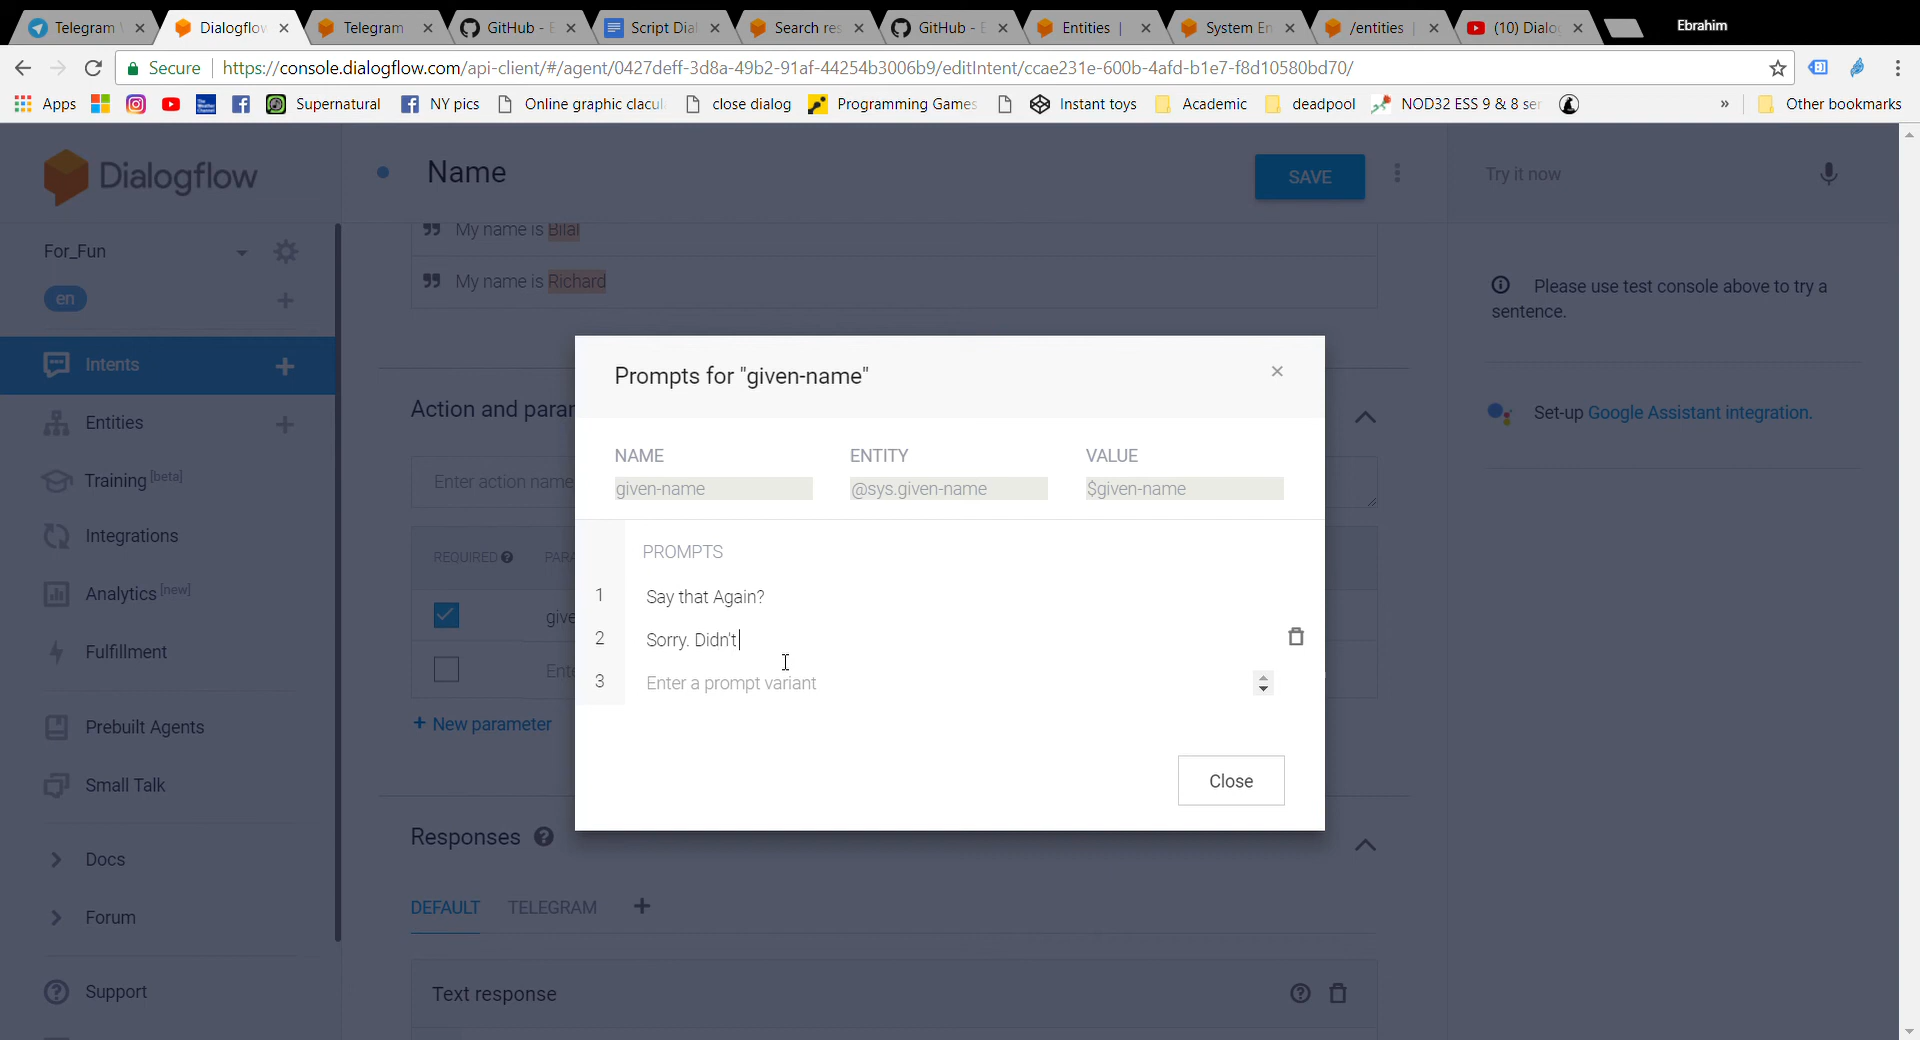 Telegram
Dialogflow
Telegram
GitHub - E
Script Dial
Search res
GitHub - E
Entities |
System En
/entities |
(10) Dialo
Ebrahim
Secure
https://console.dialogflow.com/api-client/#/agent/0427deff-3d8a-49b2-91af-44254b3006b9/editIntent/ccae231e-600b-4afd-b1e7-f8d10580bd70/
Apps
Supernatural
NY pics
Online graphic clacul
close dialog
Programming Games
Instant toys
Academic
deadpool
NOD32 ESS 9 & 8 ser
»
Other bookmarks
Dialogflow
Name
SAVE
Try it now
For_Fun
en
My name is Bilal
My name is Richard
Please use test console above to try a
sentence.
Set-up Google Assistant integration.
Intents
Entities
Training [beta]
Integrations
Analytics [new]
Fulfillment
Prebuilt Agents
Small Talk
Docs
Forum
Support
Action and paran
Enter action name
REQUIRED
PARA
give
Ente
+ New parameter
Prompts for "given-name"
×
NAME
ENTITY
VALUE
given-name
@sys.given-name
$given-name
PROMPTS
1 Say that Again?
2 Sorry. Didn't
3 Enter a prompt variant
Close
Responses
DEFAULT
TELEGRAM
Text response